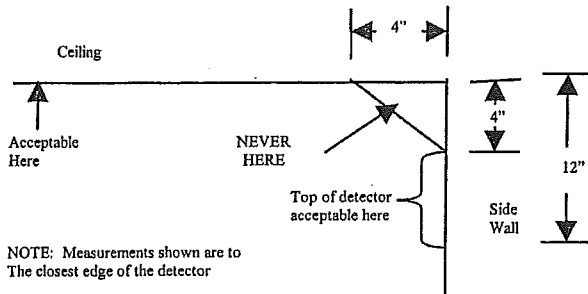 4”
Ceiling
Acceptable
Here
NEVER
HERE
4”
12”
Top of detector
acceptable here
Side
Wall
NOTE: Measurements shown are to
The closest edge of the detector